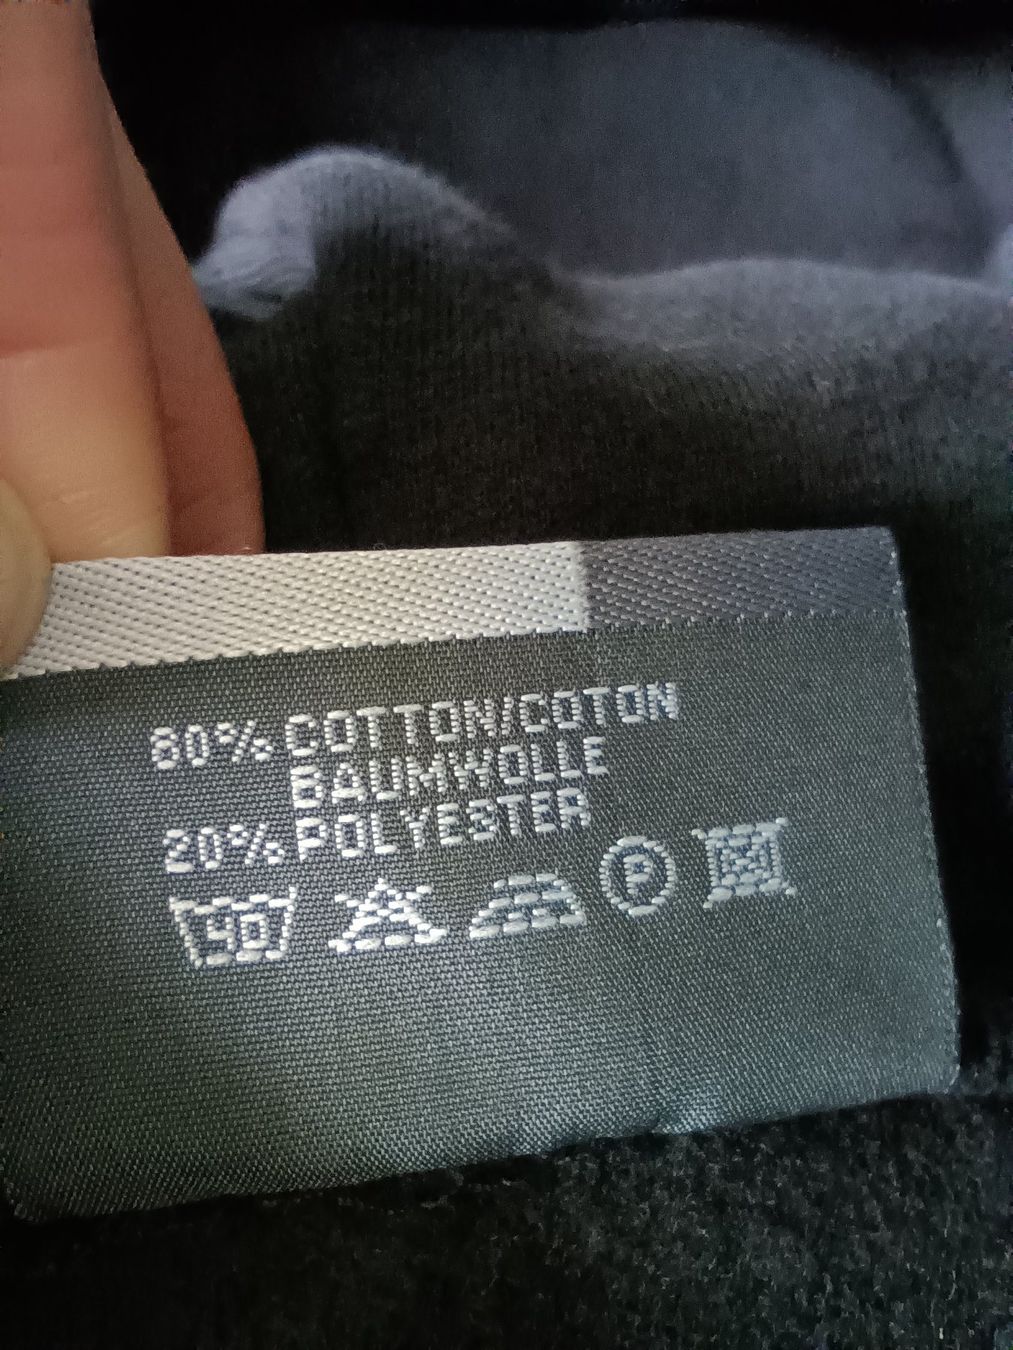 80% COTTON/COTON
BAUMWOLLE
20% POLYESTER
40
P